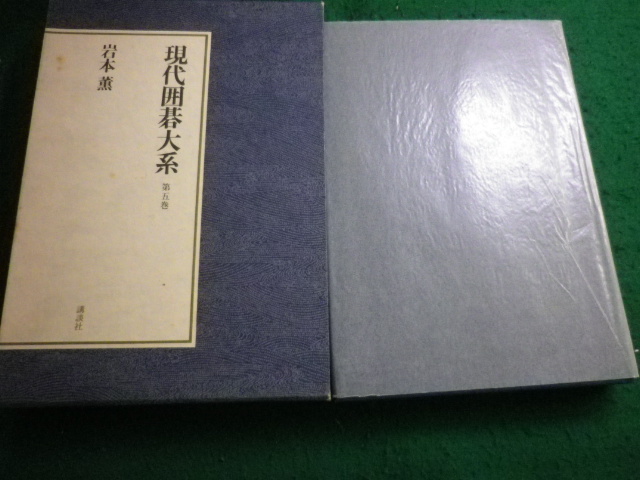 現代囲碁大系 第五巻
岩本 薫
講談社